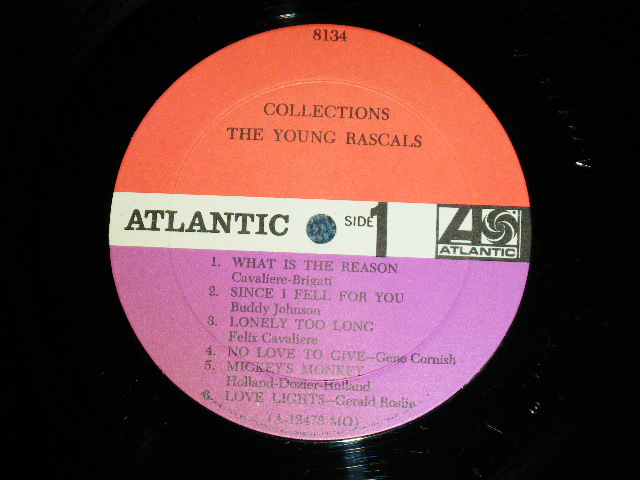 8134
COLLECTIONS
THE YOUNG RASCALS
ATLANTIC SIDE 1 ATLANTIC
1. WHAT IS THE REASON
Cavaliere-Brigati
2. SINCE I FELL FOR YOU
Buddy Johnson
3. LONELY TOO LONG
Felix Cavaliere
4. NO LOVE TO GIVE—Gene Cornish
5. MICKEY'S MONKEY
Holland-Dozier-Holland
6. LOVE LIGHTS—Gerald Roslie
(A-12478-MO)